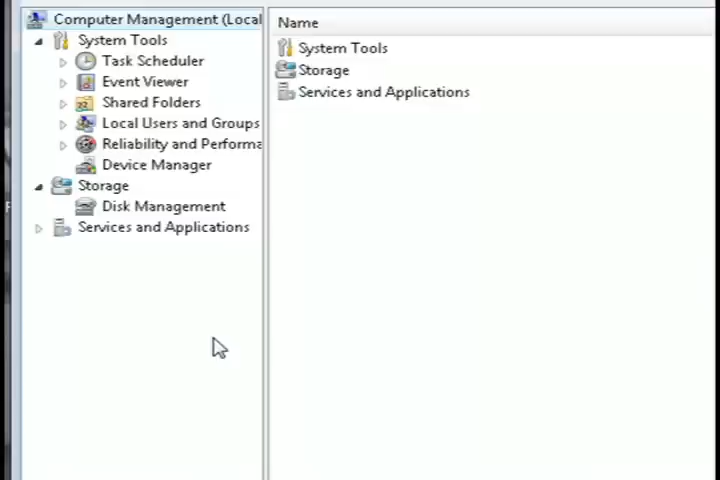 Computer Management (Local
System Tools
Task Scheduler
Event Viewer
Shared Folders
Local Users and Groups
Reliability and Performa
Device Manager
Storage
Disk Management
Services and Applications
Name
System Tools
Storage
Services and Applications